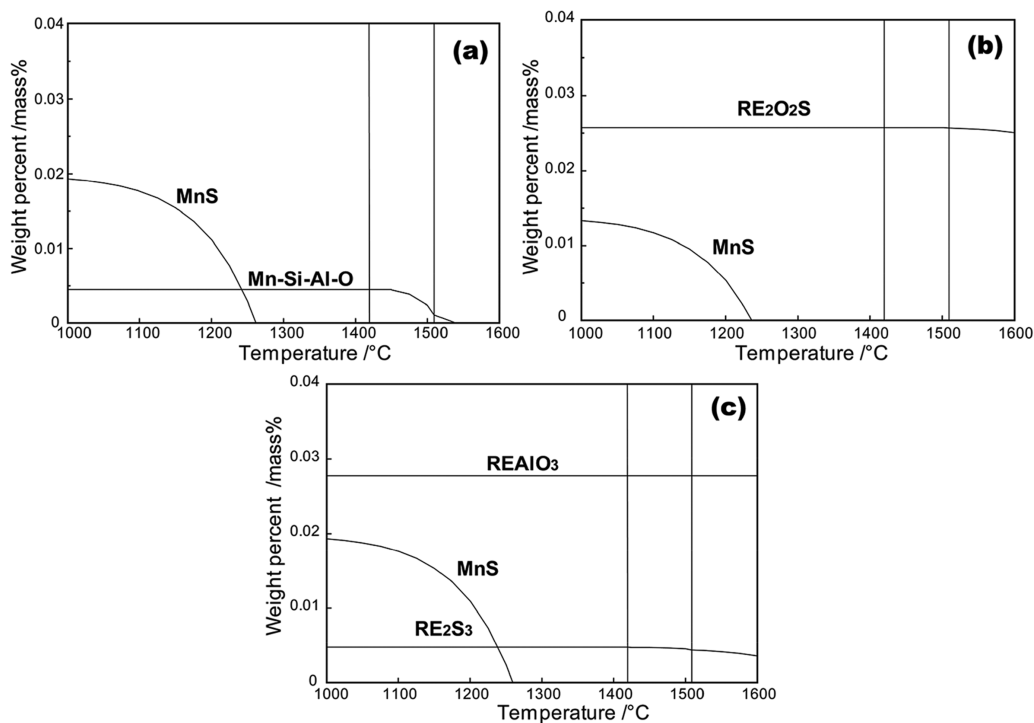 (a)
Weight percent /mass%
0.04
0.03
0.02
0.01
0
MnS
Mn-Si-Al-O
1000 1100 1200 1300 1400 1500 1600
Temperature /°C
(b)
Weight percent /mass%
0.04
0.03
0.02
0.01
0
RE2O2S
MnS
1000 1100 1200 1300 1400 1500 1600
Temperature /°C
(c)
Weight percent /mass%
0.04
0.03
0.02
0.01
0
REAlO3
MnS
RE2S3
1000 1100 1200 1300 1400 1500 1600
Temperature /°C